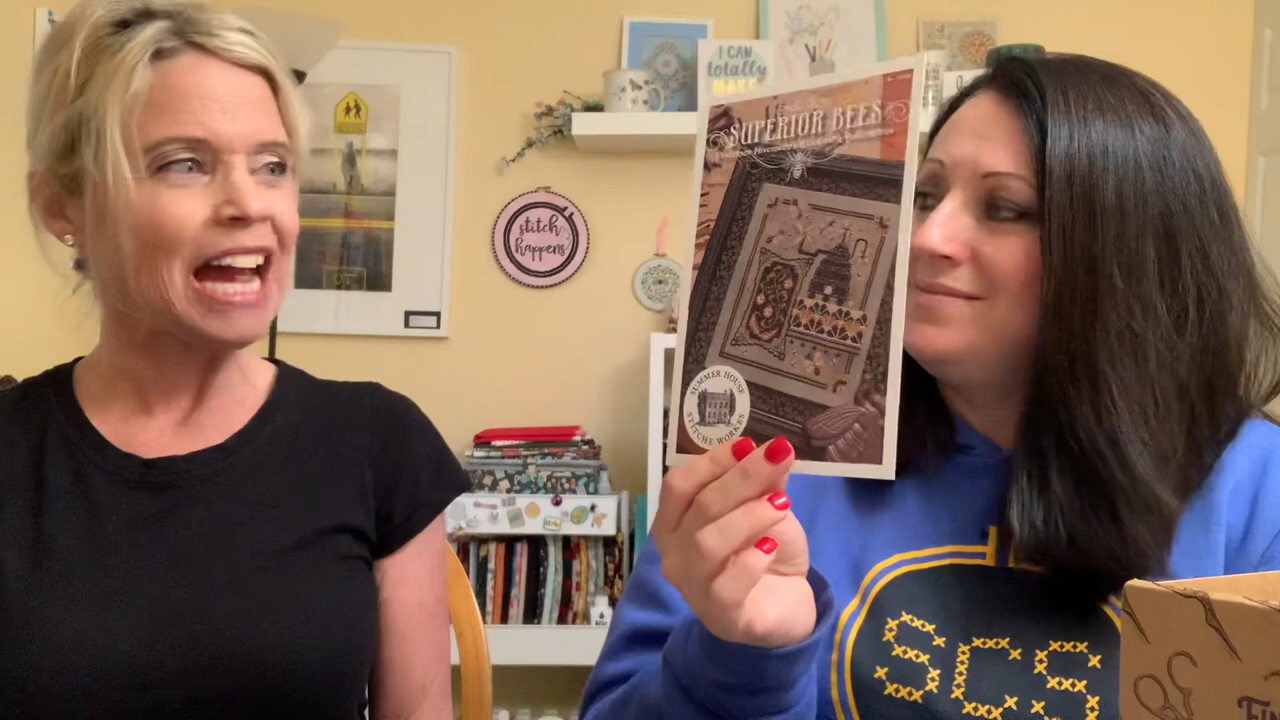 I CAN
totally
MAKE
SUPERIOR BEES
stitch
happens
SUMMER HOUSE
STITCHE WORKES
SCS